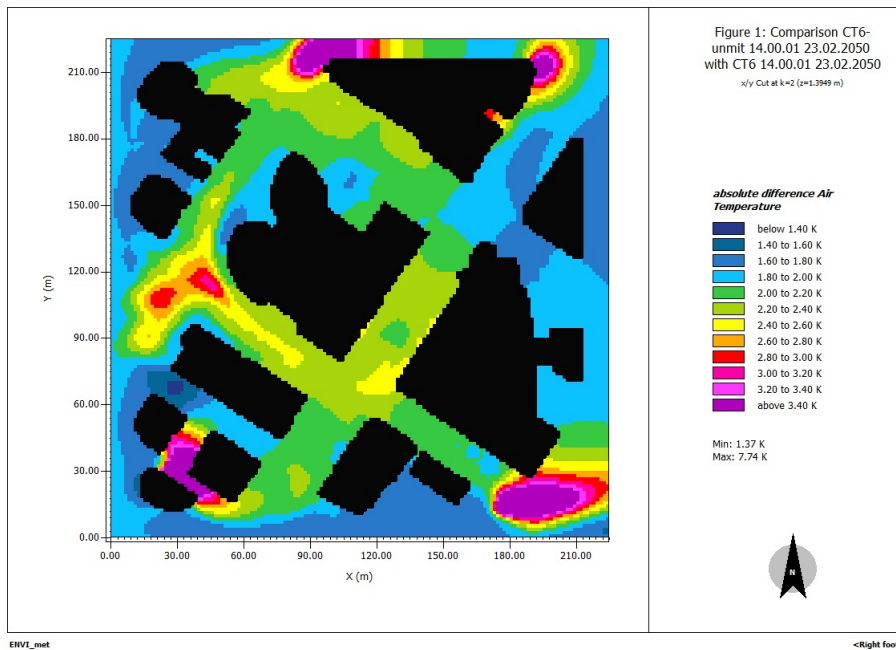 Figure 1: Comparison CT6-
unmit 14.00.01 23.02.2050
with CT6 14.00.01 23.02.2050
x/y Cut at k=2 (z=1.3949 m)
absolute difference Air
Temperature
below 1.40 K
1.40 to 1.60 K
1.60 to 1.80 K
1.80 to 2.00 K
2.00 to 2.20 K
2.20 to 2.40 K
2.40 to 2.60 K
2.60 to 2.80 K
2.80 to 3.00 K
3.00 to 3.20 K
3.20 to 3.40 K
above 3.40 K
Min: 1.37 K
Max: 7.74 K
N
Y (m)
210.00
180.00
150.00
120.00
90.00
60.00
30.00
0.00
0.00 30.00 60.00 90.00 120.00 150.00 180.00 210.00
X (m)
ENVI_met
<Right foo